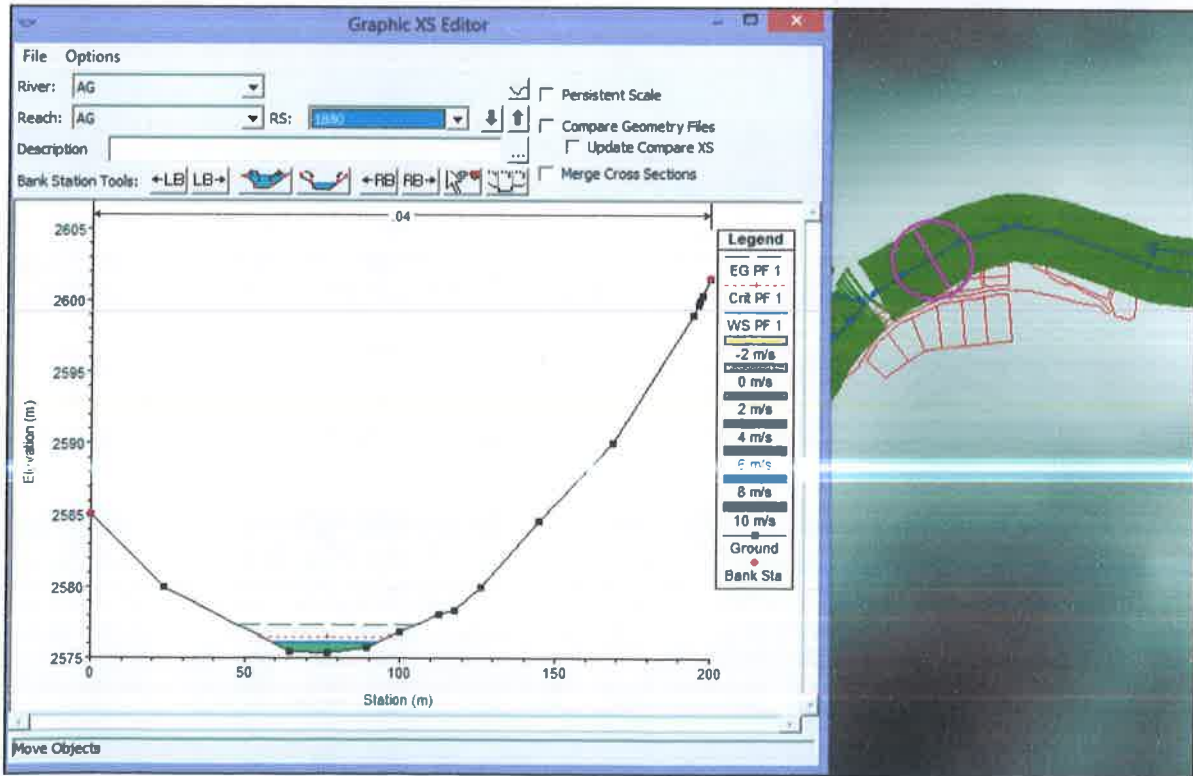 Graphic XS Editor
File Options
River: AG
Reach: AG RS: 1880
Description
...
Persistent Scale
Compare Geometry Files
Update Compare XS
Merge Cross Sections
Bank Station Tools: ←LB LB→ ←RB RB→
.04
Elevation (m)
2605
2600
2595
2590
2585
2580
2575
0 50 100 150 200
Station (m)
Legend
EG PF 1
Crit PF 1
WS PF 1
-2 m/s
0 m/s
2 m/s
4 m/s
6 m/s
8 m/s
10 m/s
Ground
Bank Sta
Move Objects